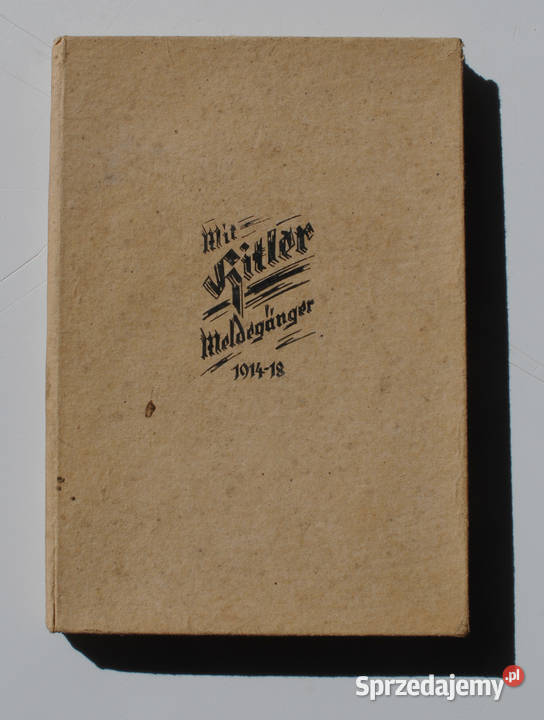 Mit
Hitler
Meldegänger
1914-18
Sprzedajemy.pl